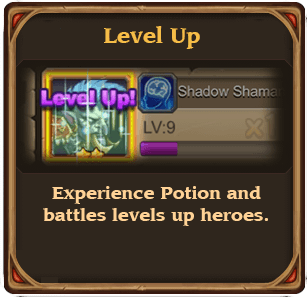 Level Up
Level Up!
Shadow Shama
LV:9
Experience Potion and
battles levels up heroes.